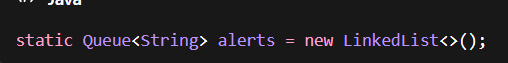 Java
static Queue<String> alerts = new LinkedList<>();